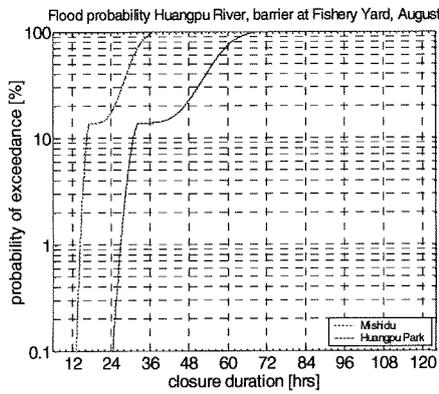 Flood probability Huangpu River, barrier at Fishery Yard, August
probability of exceedance [%]
100
10
1
0.1
12 24 36 48 60 72 84 96 108 120
closure duration [hrs]
Mishidu
Huangpu Park